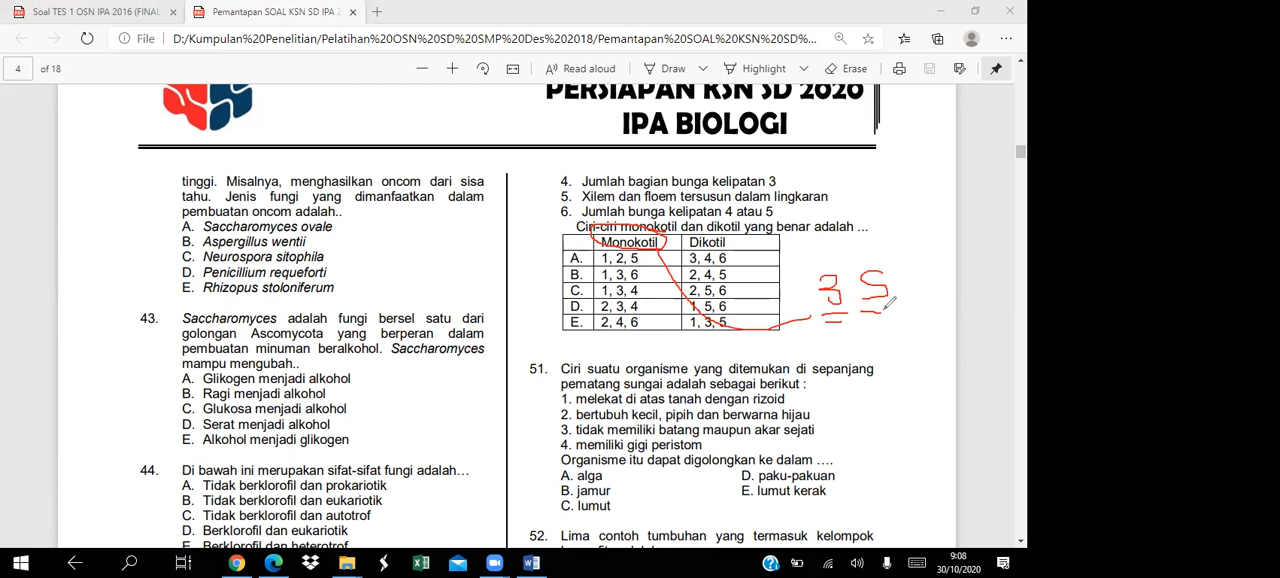 Soal TES 1 OSN IPA 2016 (FINAL
Pemantapan SOAL KSN SD IPA 2
File
D:/Kumpulan%20Penelitian/Pelatihan%20OSN%20SD%20SMP%20Des%202018/Pemantapan%20SOAL%20KSN%20SD%...
4 of 18
Read aloud
Draw
Highlight
Erase
PERSIAPAN KSN SD 2020
IPA BIOLOGI
tinggi. Misalnya, menghasilkan oncom dari sisa
tahu. Jenis fungi yang dimanfaatkan dalam
pembuatan oncom adalah..
A. Saccharomyces ovale
B. Aspergillus wentii
C. Neurospora sitophila
D. Penicillium requeforti
E. Rhizopus stoloniferum
43. Saccharomyces adalah fungi bersel satu dari
golongan Ascomycota yang berperan dalam
pembuatan minuman beralkohol. Saccharomyces
mampu mengubah..
A. Glikogen menjadi alkohol
B. Ragi menjadi alkohol
C. Glukosa menjadi alkohol
D. Serat menjadi alkohol
E. Alkohol menjadi glikogen
44. Di bawah ini merupakan sifat-sifat fungi adalah…
A. Tidak berklorofil dan prokariotik
B. Tidak berklorofil dan eukariotik
C. Tidak berklorofil dan autotrof
D. Berklorofil dan eukariotik
E. Berklorofil dan heterotrof
4. Jumlah bagian bunga kelipatan 3
5. Xilem dan floem tersusun dalam lingkaran
6. Jumlah bunga kelipatan 4 atau 5
Ciri-ciri monokotil dan dikotil yang benar adalah ...
Monokotil Dikotil
A. 1, 2, 5 3, 4, 6
B. 1, 3, 6 2, 4, 5
C. 1, 3, 4 2, 5, 6
D. 2, 3, 4 1, 5, 6
E. 2, 4, 6 1, 3, 5
3 5
51. Ciri suatu organisme yang ditemukan di sepanjang
pematang sungai adalah sebagai berikut :
1. melekat di atas tanah dengan rizoid
2. bertubuh kecil, pipih dan berwarna hijau
3. tidak memiliki batang maupun akar sejati
4. memiliki gigi peristom
Organisme itu dapat digolongkan ke dalam ….
A. alga D. paku-pakuan
B. jamur E. lumut kerak
C. lumut
52. Lima contoh tumbuhan yang termasuk kelompok
9:08
30/10/2020